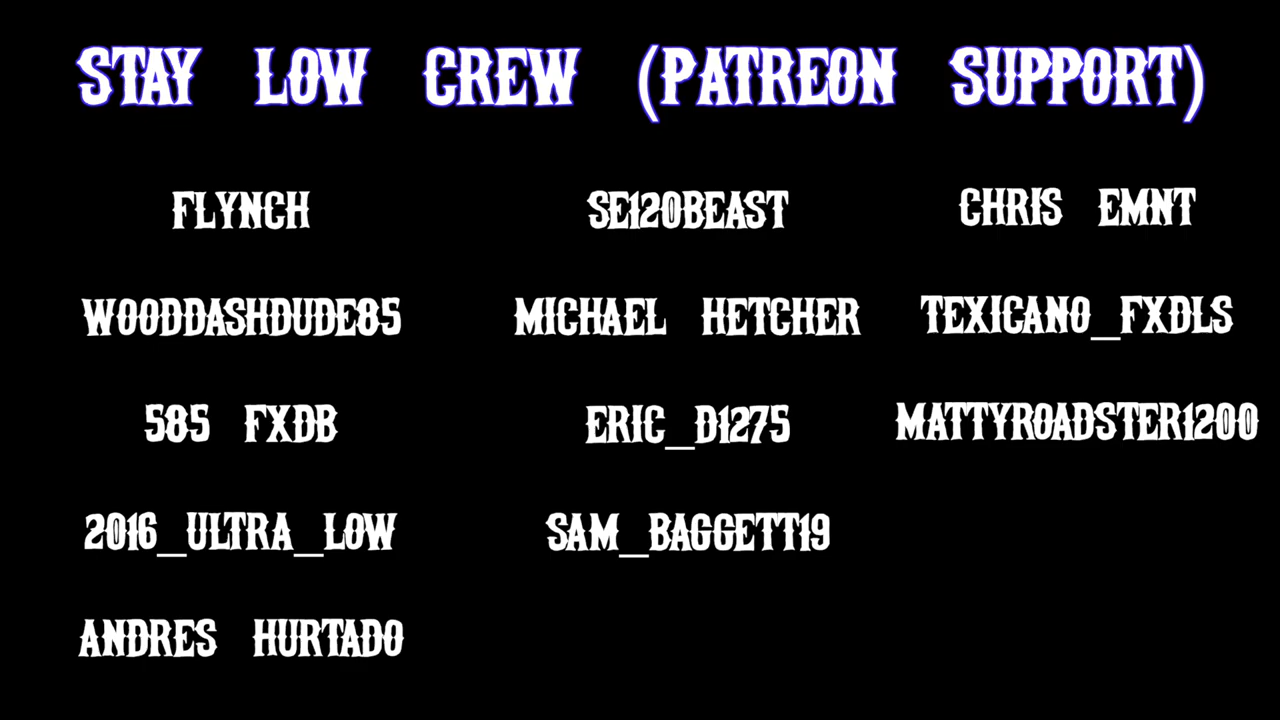 STAY LOW CREW (PATREON SUPPORT)
FLYNCH SE120BEAST CHRIS EMNT
WOODDASHDUDE85 MICHAEL HETCHER TEXICANO_FXDLS
585 FXDB ERIC_D1275 MATTYROADSTER1200
2016_ULTRA_LOW SAM_BAGGETT19
ANDRES HURTADO